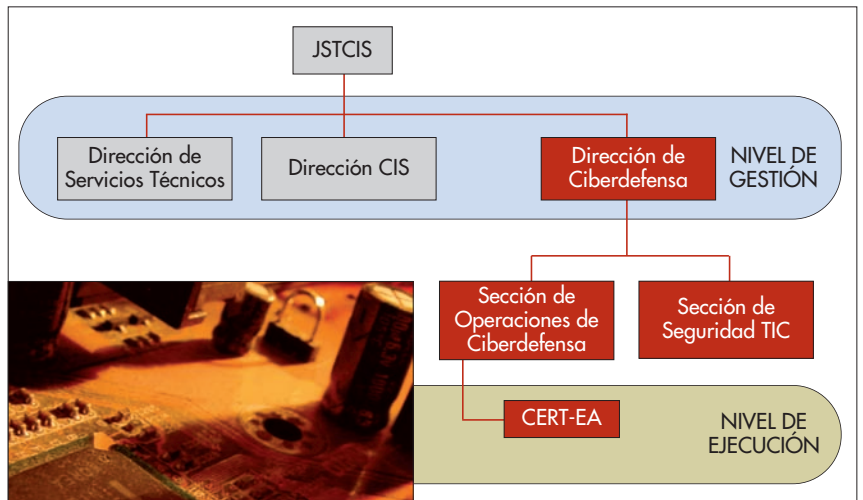 JSTCIS
Dirección de
Servicios Técnicos
Dirección CIS
Dirección de
Ciberdefensa
NIVEL DE
GESTIÓN
Sección de
Operaciones de
Ciberdefensa
Sección de
Seguridad TIC
CERT-EA
NIVEL DE
EJECUCIÓN